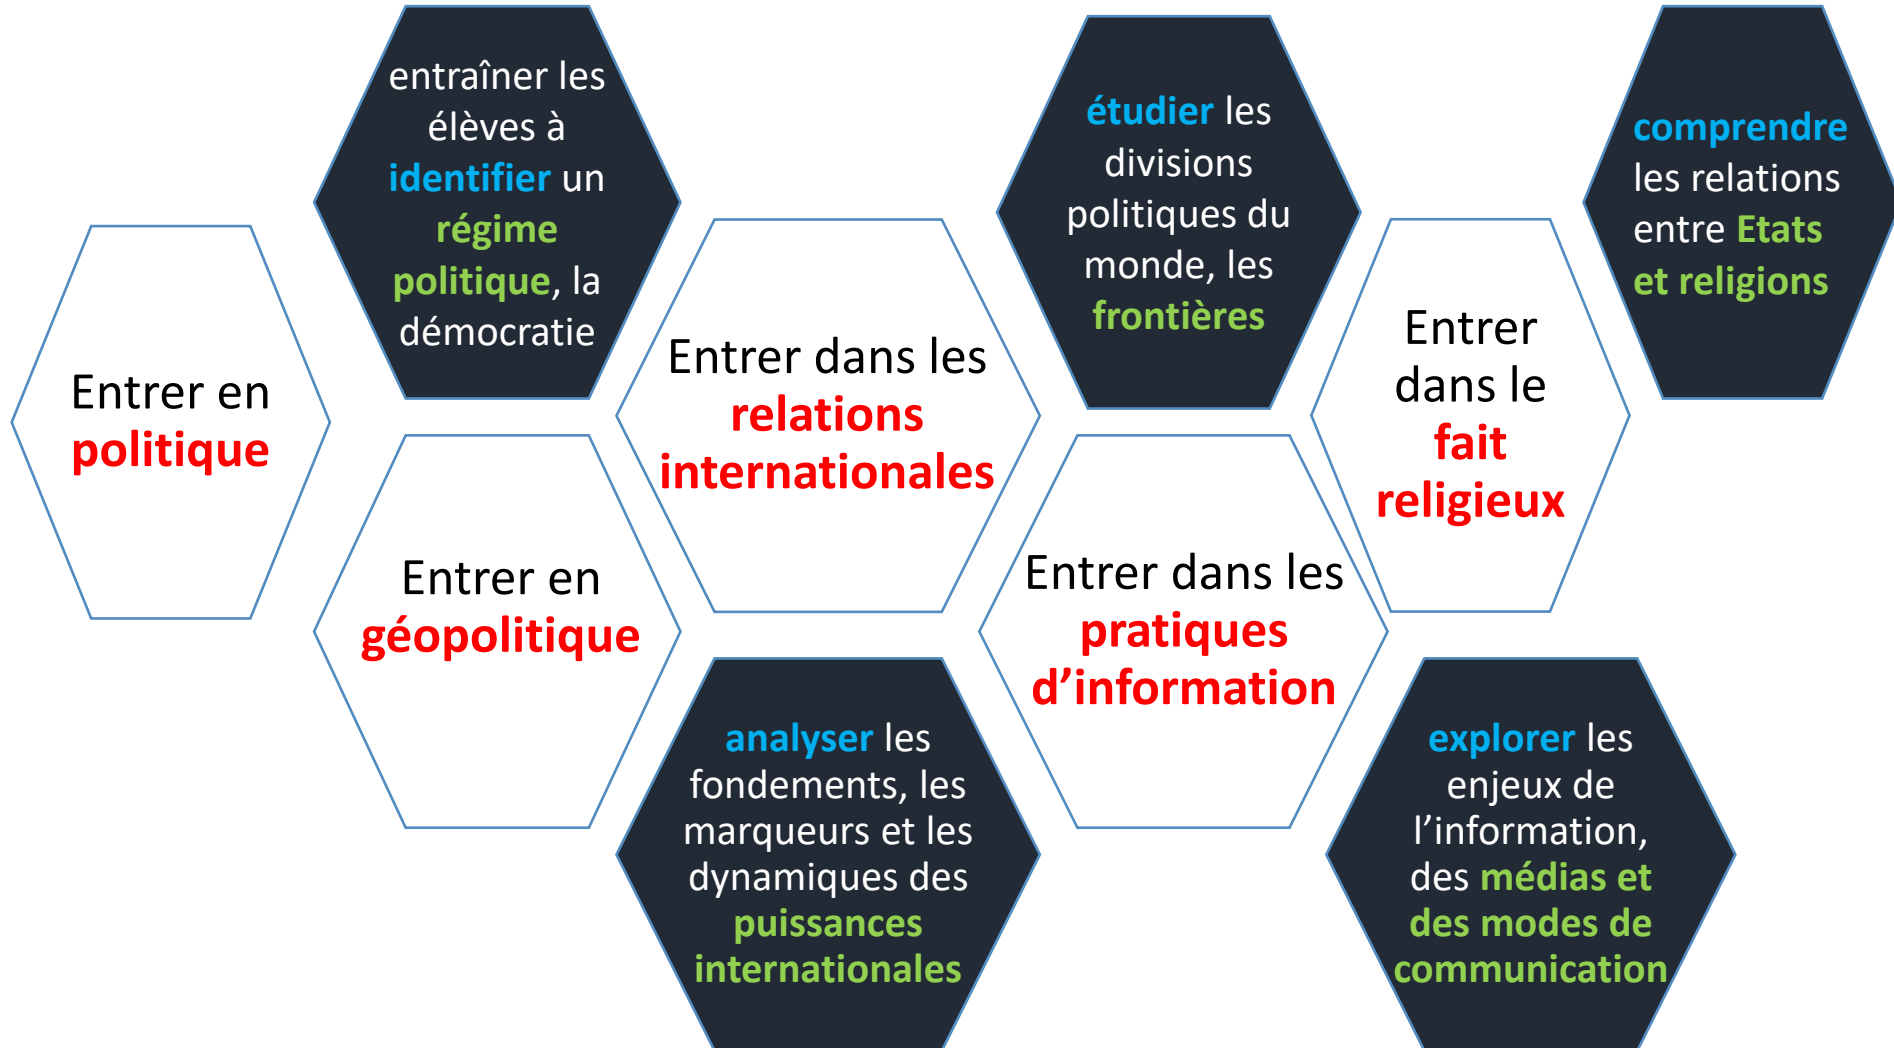 Entrer en
politique
entraîner les
élèves à
identifier un
régime
politique, la
démocratie
Entrer en
géopolitique
analyser les
fondements, les
marqueurs et les
dynamiques des
puissances
internationales
Entrer dans les
relations
internationales
étudier les
divisions
politiques du
monde, les
frontières
Entrer dans les
pratiques
d’information
explorer les
enjeux de
l’information,
des médias et
des modes de
communication
Entrer
dans le
fait
religieux
comprendre
les relations
entre Etats
et religions